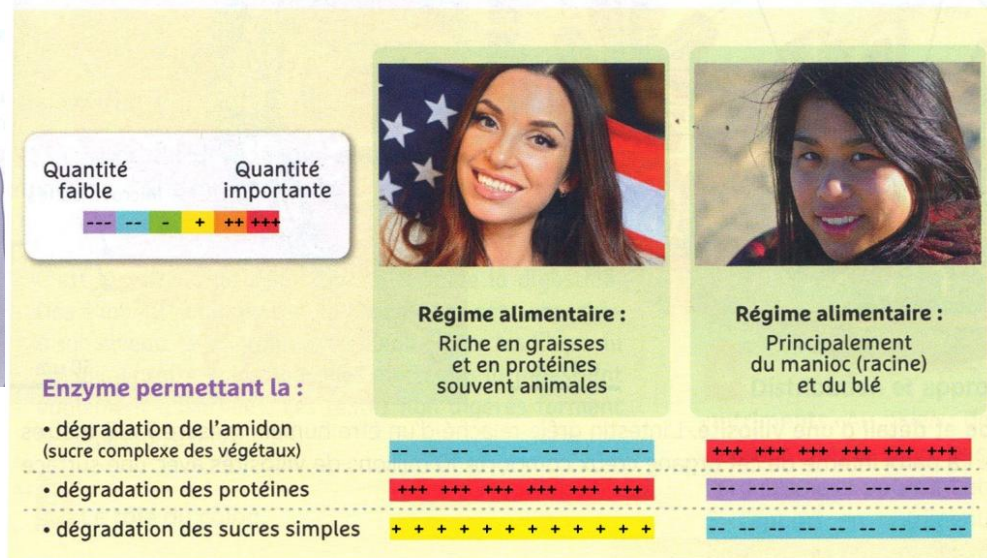 Quantité faible
Quantité importante
--- -- - + ++ +++
Régime alimentaire :
Riche en graisses
et en protéines
souvent animales
Régime alimentaire :
Principalement
du manioc (racine)
et du blé
Enzyme permettant la :
• dégradation de l'amidon
(sucre complexe des végétaux)
-- -- -- -- -- -- -- -- --
+++ +++ +++ +++ +++ +++
• dégradation des protéines
+++ +++ +++ +++ +++ +++
--- --- --- --- --- --- ---
• dégradation des sucres simples
+ + + + + + + + + + + +
-- -- -- -- -- -- -- -- --